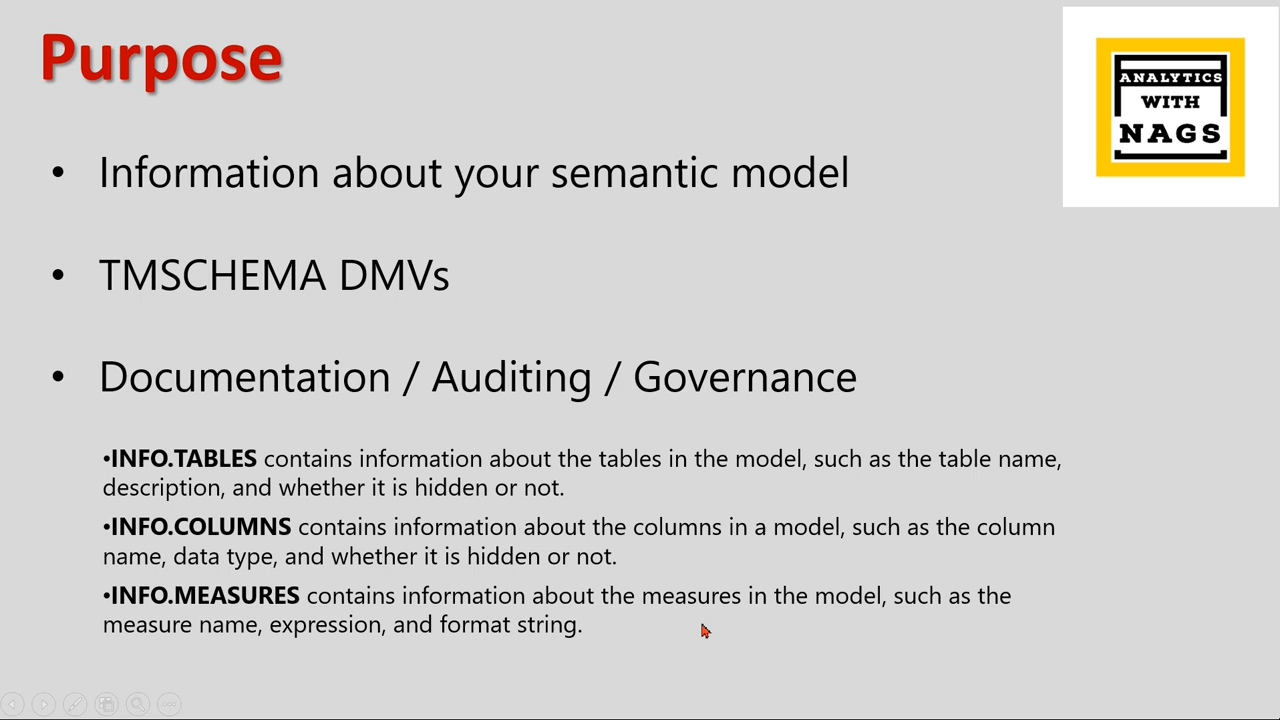 Purpose
ANALYTICS
WITH
NAGS
• Information about your semantic model
• TMSCHEMA DMVs
• Documentation / Auditing / Governance
•INFO.TABLES contains information about the tables in the model, such as the table name,
description, and whether it is hidden or not.
•INFO.COLUMNS contains information about the columns in a model, such as the column
name, data type, and whether it is hidden or not.
•INFO.MEASURES contains information about the measures in the model, such as the
measure name, expression, and format string.